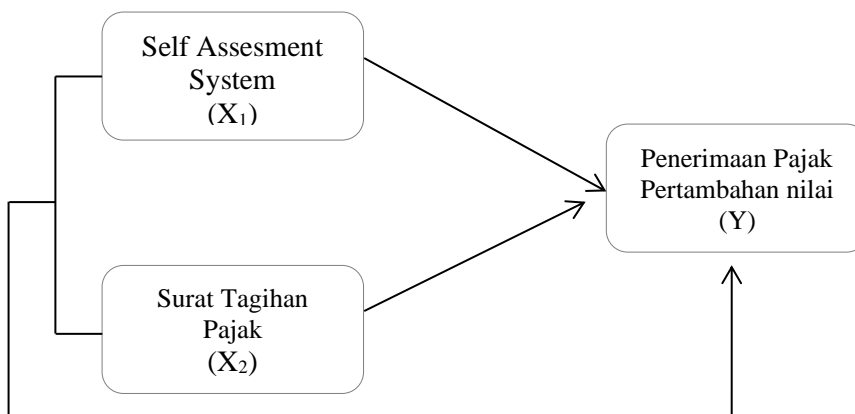 Self Assesment
System
(X₁)
Penerimaan Pajak
Pertambahan nilai
(Y)
Surat Tagihan
Pajak
(X₂)